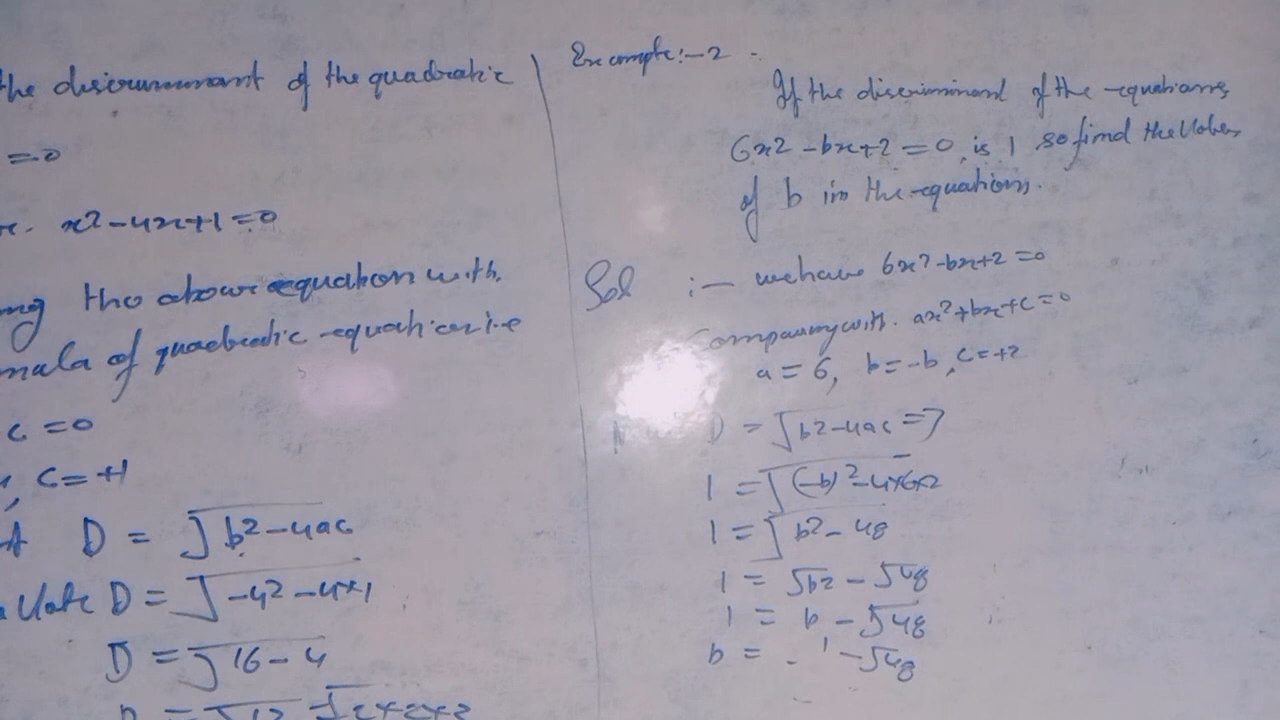 the discrumurant of the quadratic
=0
x²-4x+1=0
ng the above equation with
mala of quadratic equation i.e
c=0
, C=+1
D = √b²-4ac
D = √-4²-4×1
D = √16-4
Example:-2
If the discriminant of the equations
6x²-bx+2=0, is 1 so find the
of b in the equations.
Sol :- we have 6x²-bx+2=0
with. ax²+bx+c=0
a=6, b=-b, c=+2
D = √b²-4ac =7
1 = √(-b)²-4×6×2
1 = √b²-48
1 = √b2 - √48
1 = b - √48
b = 1 - √48